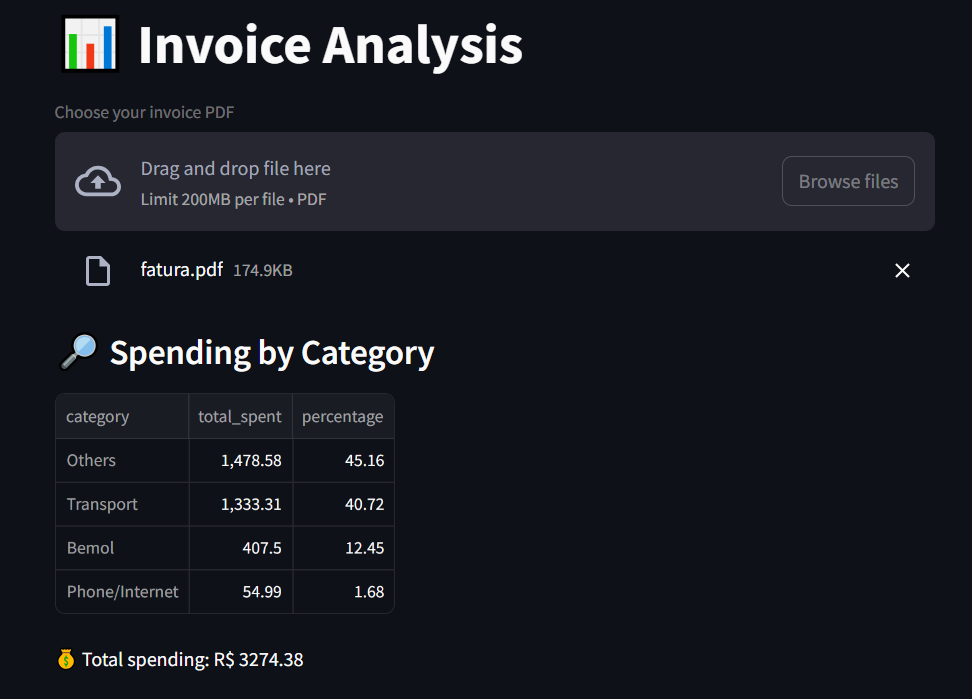 Invoice Analysis
Choose your invoice PDF
Drag and drop file here
Limit 200MB per file • PDF
Browse files
fatura.pdf 174.9KB
Spending by Category
category total_spent percentage
Others 1,478.58 45.16
Transport 1,333.31 40.72
Bemol 407.5 12.45
Phone/Internet 54.99 1.68
Total spending: R$ 3274.38